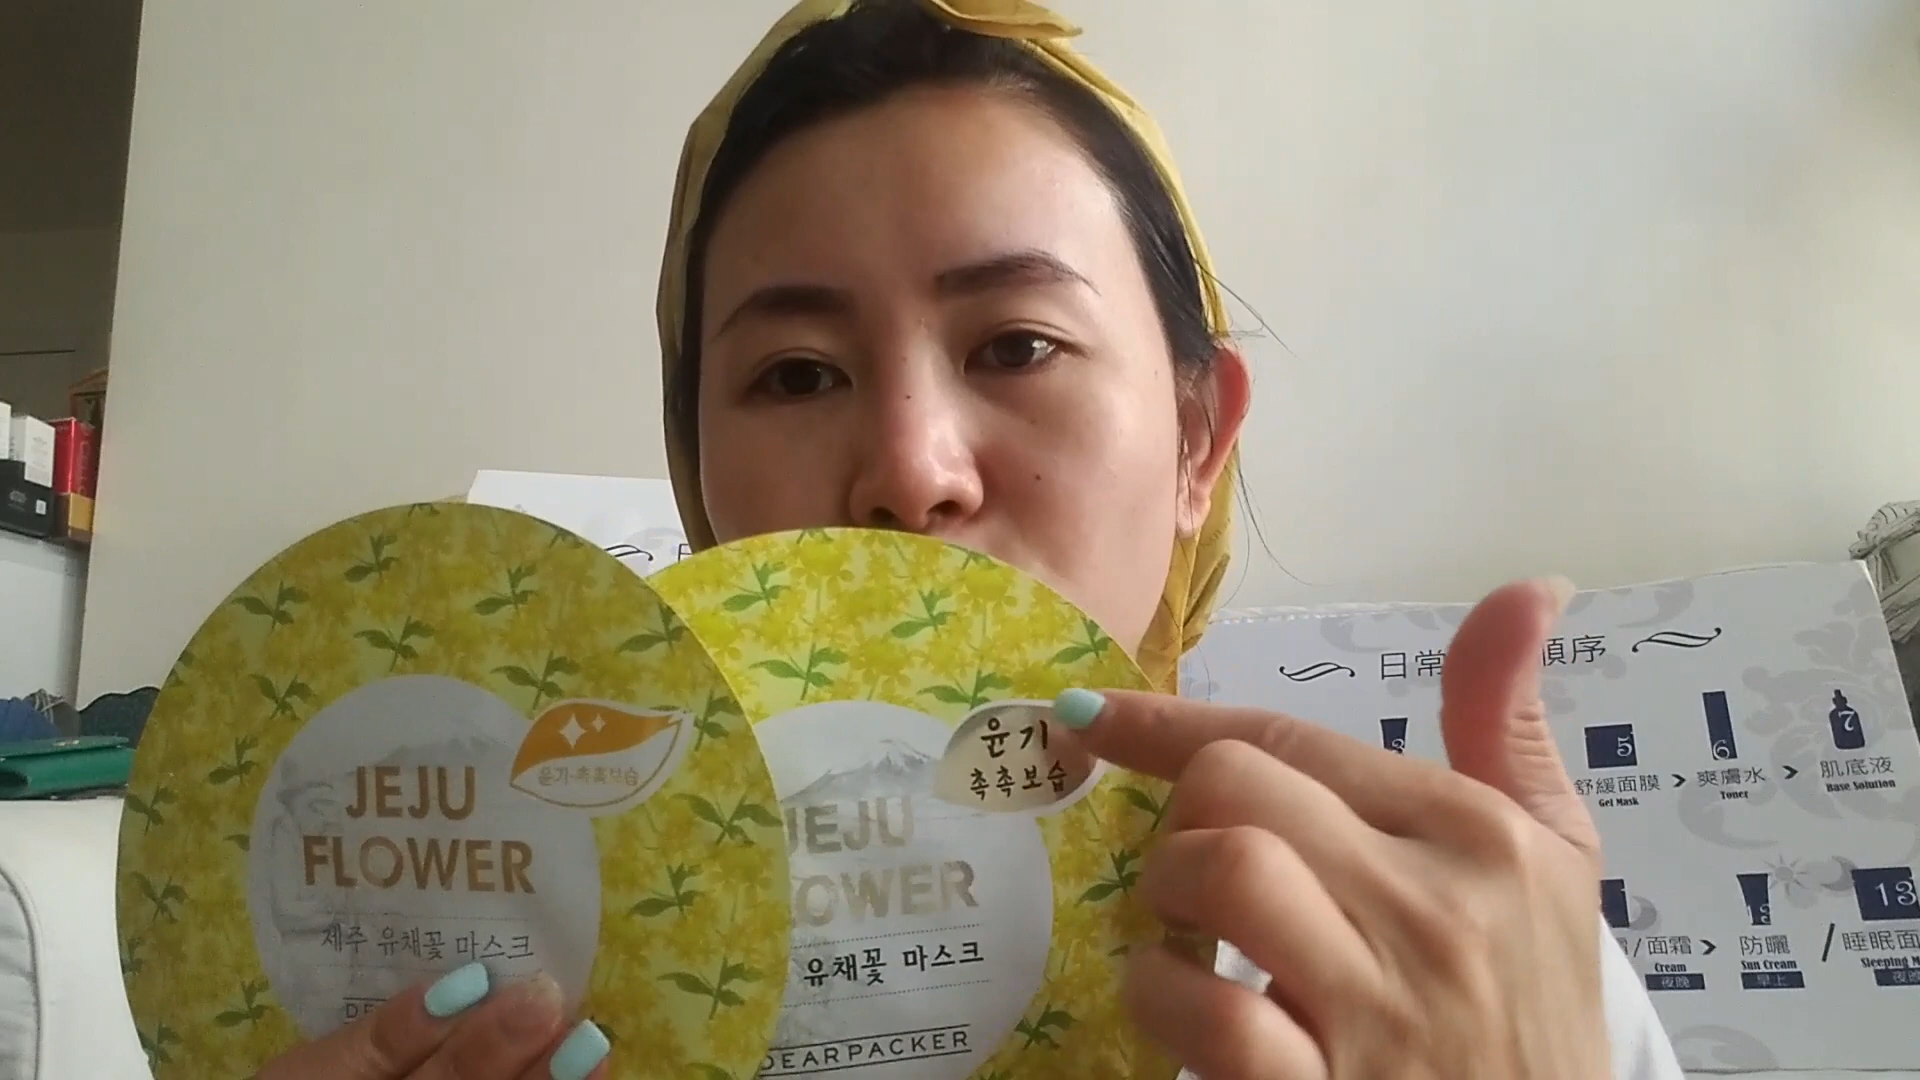 JEJU
FLOWER
윤기·촉촉보습
제주 유채꽃 마스크
윤기
촉촉보습
JEJU
유채꽃 마스크
DEARPACKER
日常
順序
5
舒緩面膜
Gel Mask
6
爽膚水
Toner
7
肌底液
Base Solution
/面霜
Cream
夜晚
防曬
Sun Cream
早上
13
/睡眠面
Sleeping